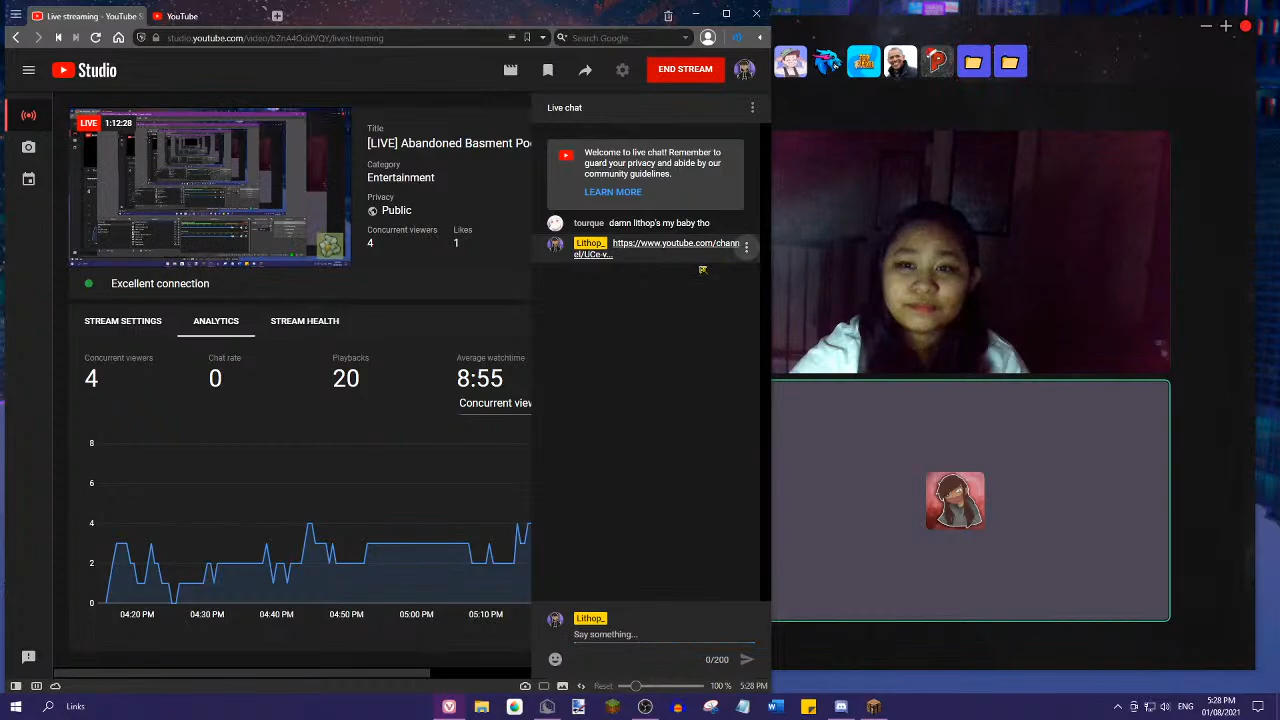 Live streaming - YouTube S
YouTube
studio.youtube.com/video/bZnA4OddVQY/livestreaming
Search Google
Studio
END STREAM
LIVE 1:12:28
Title
[LIVE] Abandoned Basment Po
Category
Entertainment
Privacy
Public
Concurrent viewers
Likes
4
1
Excellent connection
STREAM SETTINGS
ANALYTICS
STREAM HEALTH
Concurrent viewers
Chat rate
Playbacks
Average watchtime
4
0
20
8:55
Concurrent view
8
6
4
2
0
04:20 PM
04:30 PM
04:40 PM
04:50 PM
05:00 PM
05:10 PM
Live chat
Welcome to live chat! Remember to
guard your privacy and abide by our
community guidelines.
LEARN MORE
tourque damn lithop's my baby tho
Lithop_ https://www.youtube.com/chann
el/UCe-v...
Lithop_
Say something...
0/200
Reset
100 %
5:28 PM
Links
ENG
5:28 PM
01/08/2021